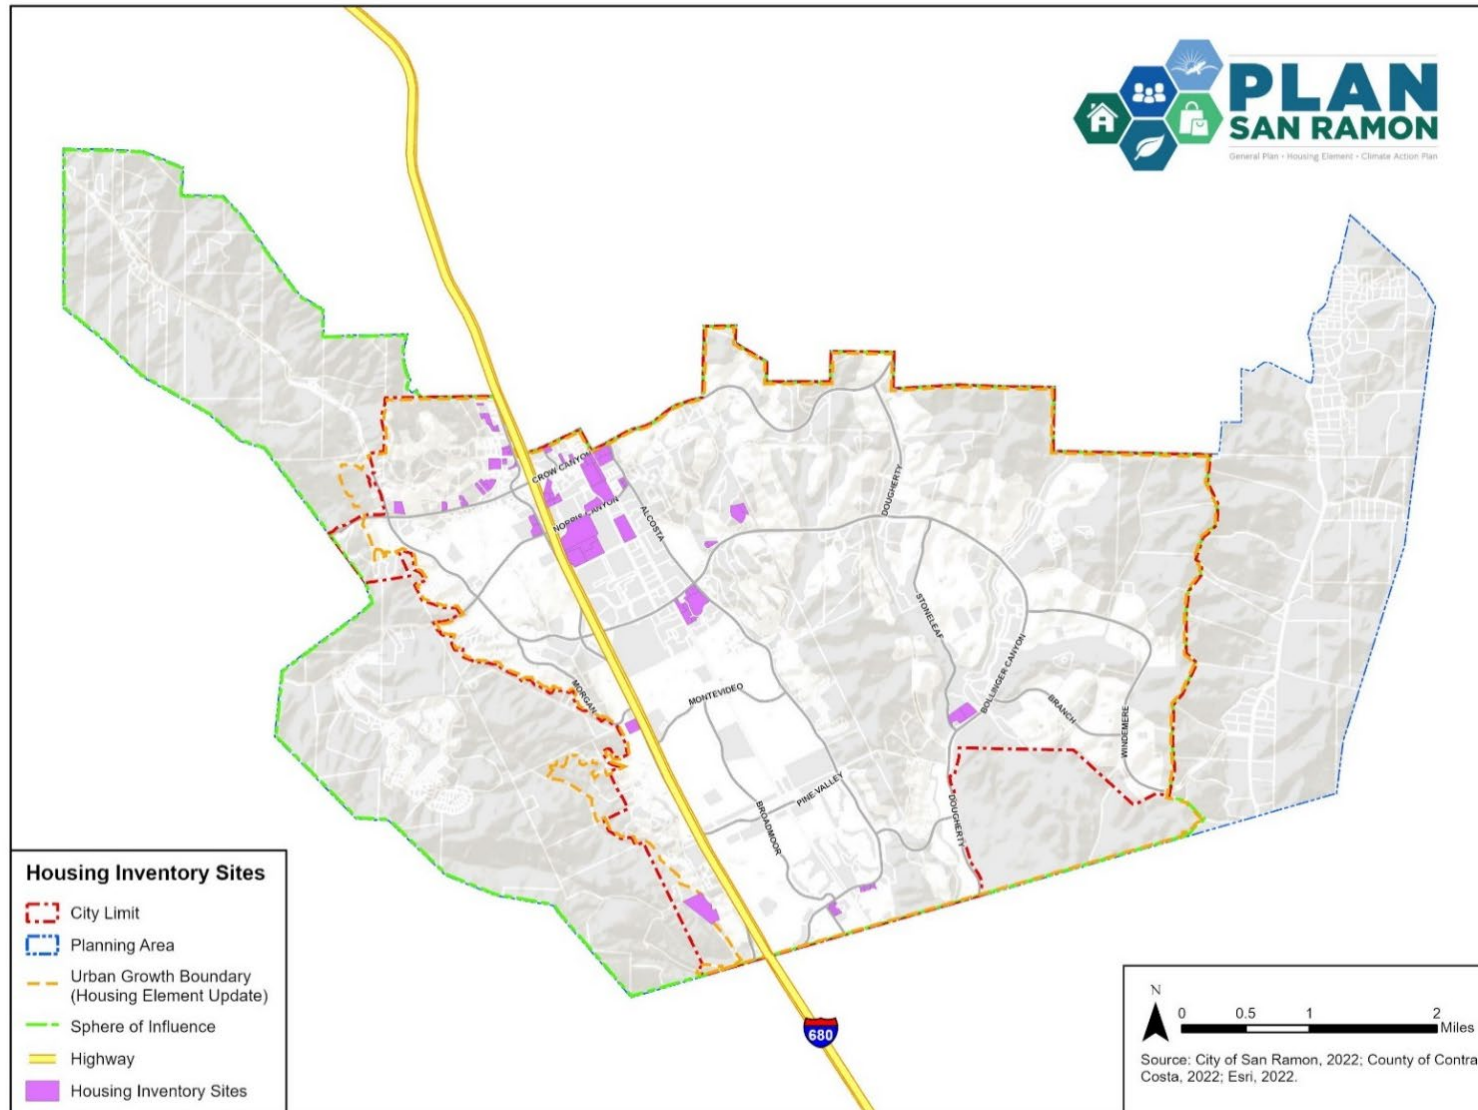 PLAN
SAN RAMON
General Plan • Housing Element • Climate Action Plan
CROW CANYON
NORRIS CANYON
ALCOSTA
DOUGHERTY
STONELEAF
BOLLINGER CANYON
MORGAN
MONTEVIDEO
BRANCH
WINDEMERE
PINE VALLEY
BROADMOOR
DOUGHERTY
680
Housing Inventory Sites
City Limit
Planning Area
Urban Growth Boundary
(Housing Element Update)
Sphere of Influence
Highway
Housing Inventory Sites
N
0 0.5 1 2
Miles
Source: City of San Ramon, 2022; County of Contra
Costa, 2022; Esri, 2022.